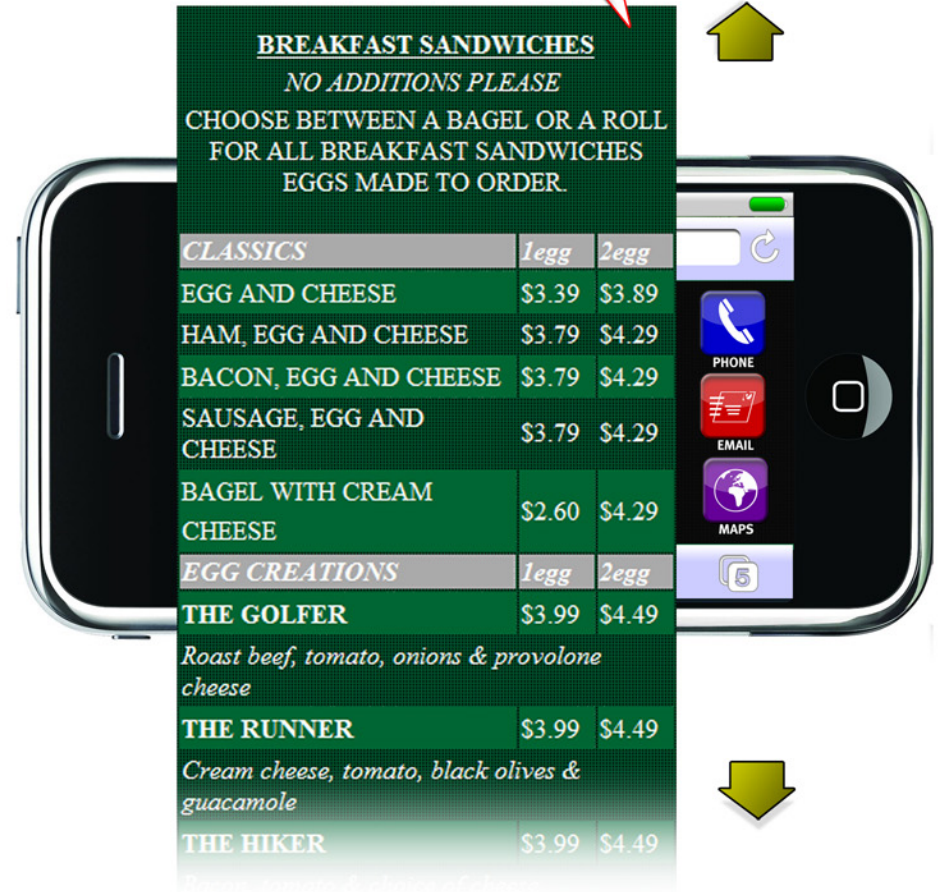 BREAKFAST SANDWICHES
NO ADDITIONS PLEASE
CHOOSE BETWEEN A BAGEL OR A ROLL
FOR ALL BREAKFAST SANDWICHES
EGGS MADE TO ORDER.
CLASSICS 1egg 2egg
EGG AND CHEESE $3.39 $3.89
HAM, EGG AND CHEESE $3.79 $4.29
BACON, EGG AND CHEESE $3.79 $4.29
SAUSAGE, EGG AND
CHEESE $3.79 $4.29
BAGEL WITH CREAM
CHEESE $2.60 $4.29
EGG CREATIONS 1egg 2egg
THE GOLFER $3.99 $4.49
Roast beef, tomato, onions & provolone
cheese
THE RUNNER $3.99 $4.49
Cream cheese, tomato, black olives &
guacamole
THE HIKER $3.99 $4.49
Bacon, tomato & choice of cheese
PHONE
EMAIL
MAPS
5